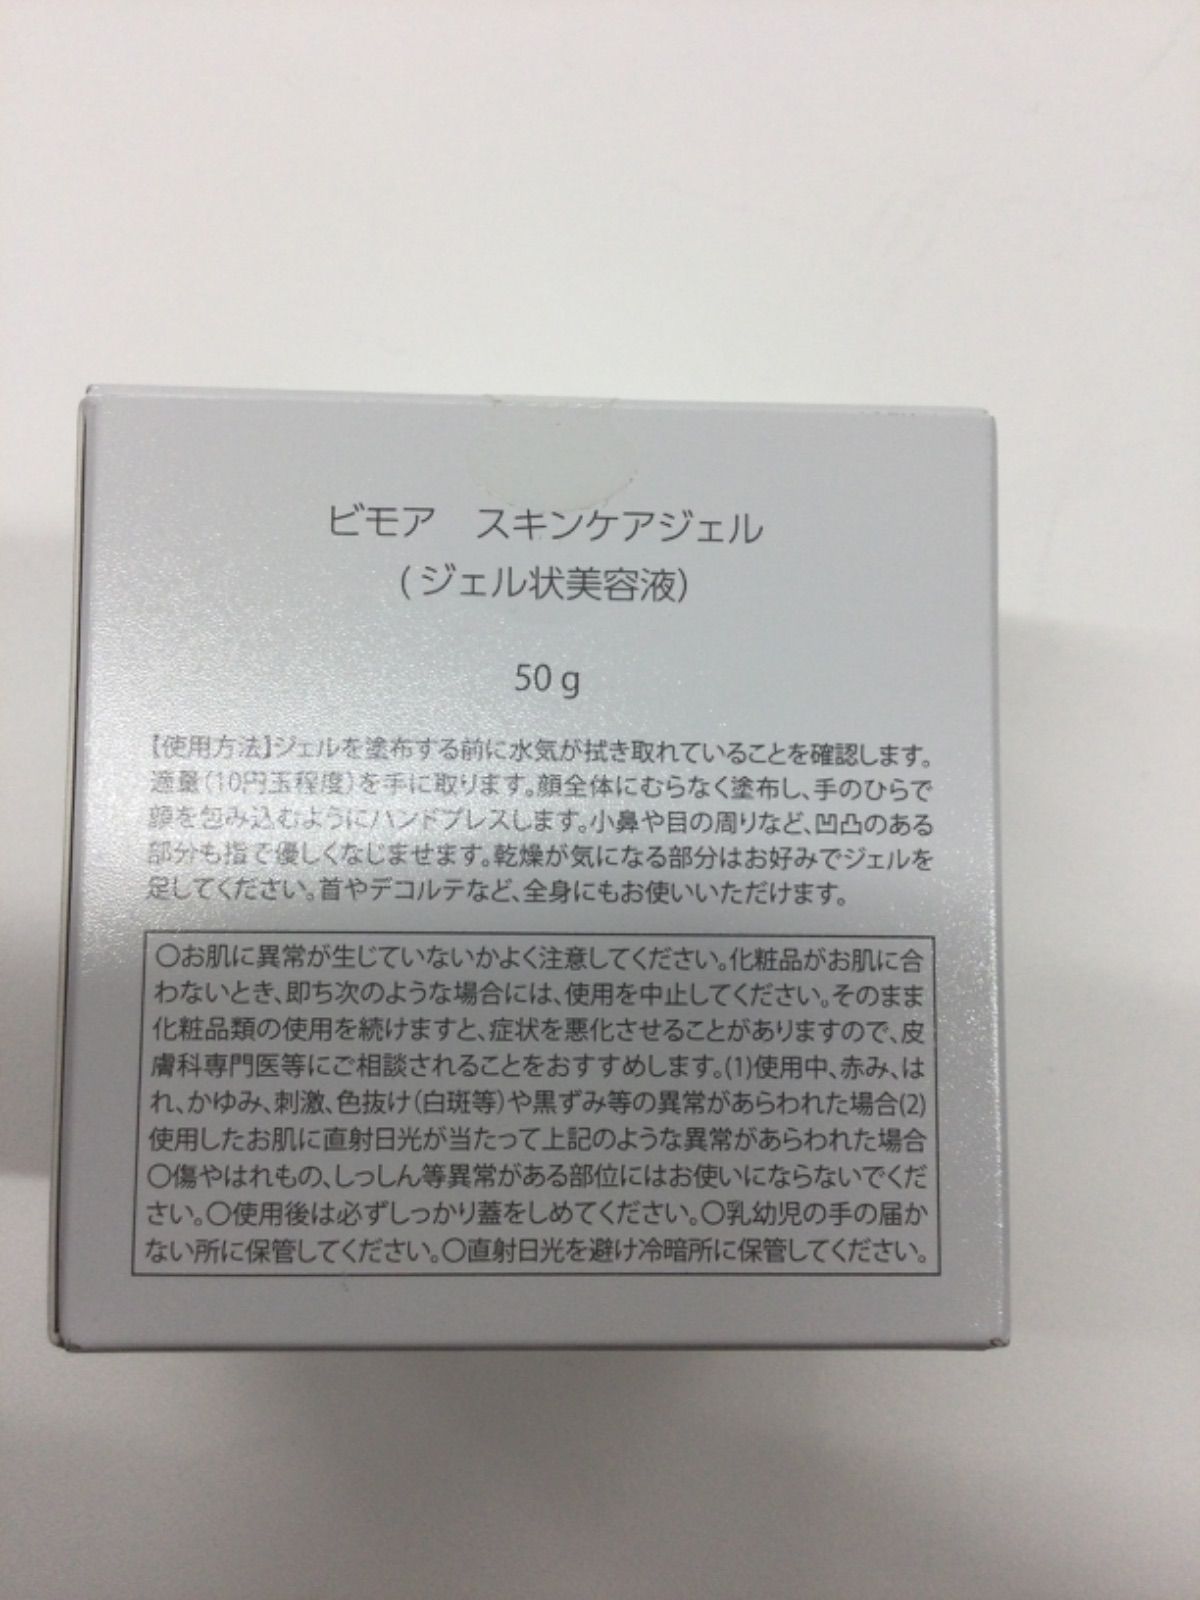 ビモア　スキンケアジェル
(ジェル状美容液)
50 g
【使用方法】ジェルを塗布する前に水気が拭き取れていることを確認します。
適量(10円玉程度)を手に取ります。顔全体にむらなく塗布し、手のひらで
顔を包み込むようにハンドプレスします。小鼻や目の周りなど、凹凸のある
部分も指で優しくなじませます。乾燥が気になる部分はお好みでジェルを
足してください。首やデコルテなど、全身にもお使いいただけます。
〇お肌に異常が生じていないかよく注意してください。化粧品がお肌に合
わないとき、即ち次のような場合には、使用を中止してください。そのまま
化粧品類の使用を続けますと、症状を悪化させることがありますので、皮
膚科専門医等にご相談されることをおすすめします。(1)使用中、赤み、は
れ、かゆみ、刺激、色抜け(白斑等)や黒ずみ等の異常があらわれた場合(2)
使用したお肌に直射日光が当たって上記のような異常があらわれた場合
〇傷やはれもの、しっしん等異常がある部位にはお使いにならないでくだ
さい。〇使用後は必ずしっかり蓋をしめてください。〇乳幼児の手の届か
ない所に保管してください。〇直射日光を避け冷暗所に保管してください。